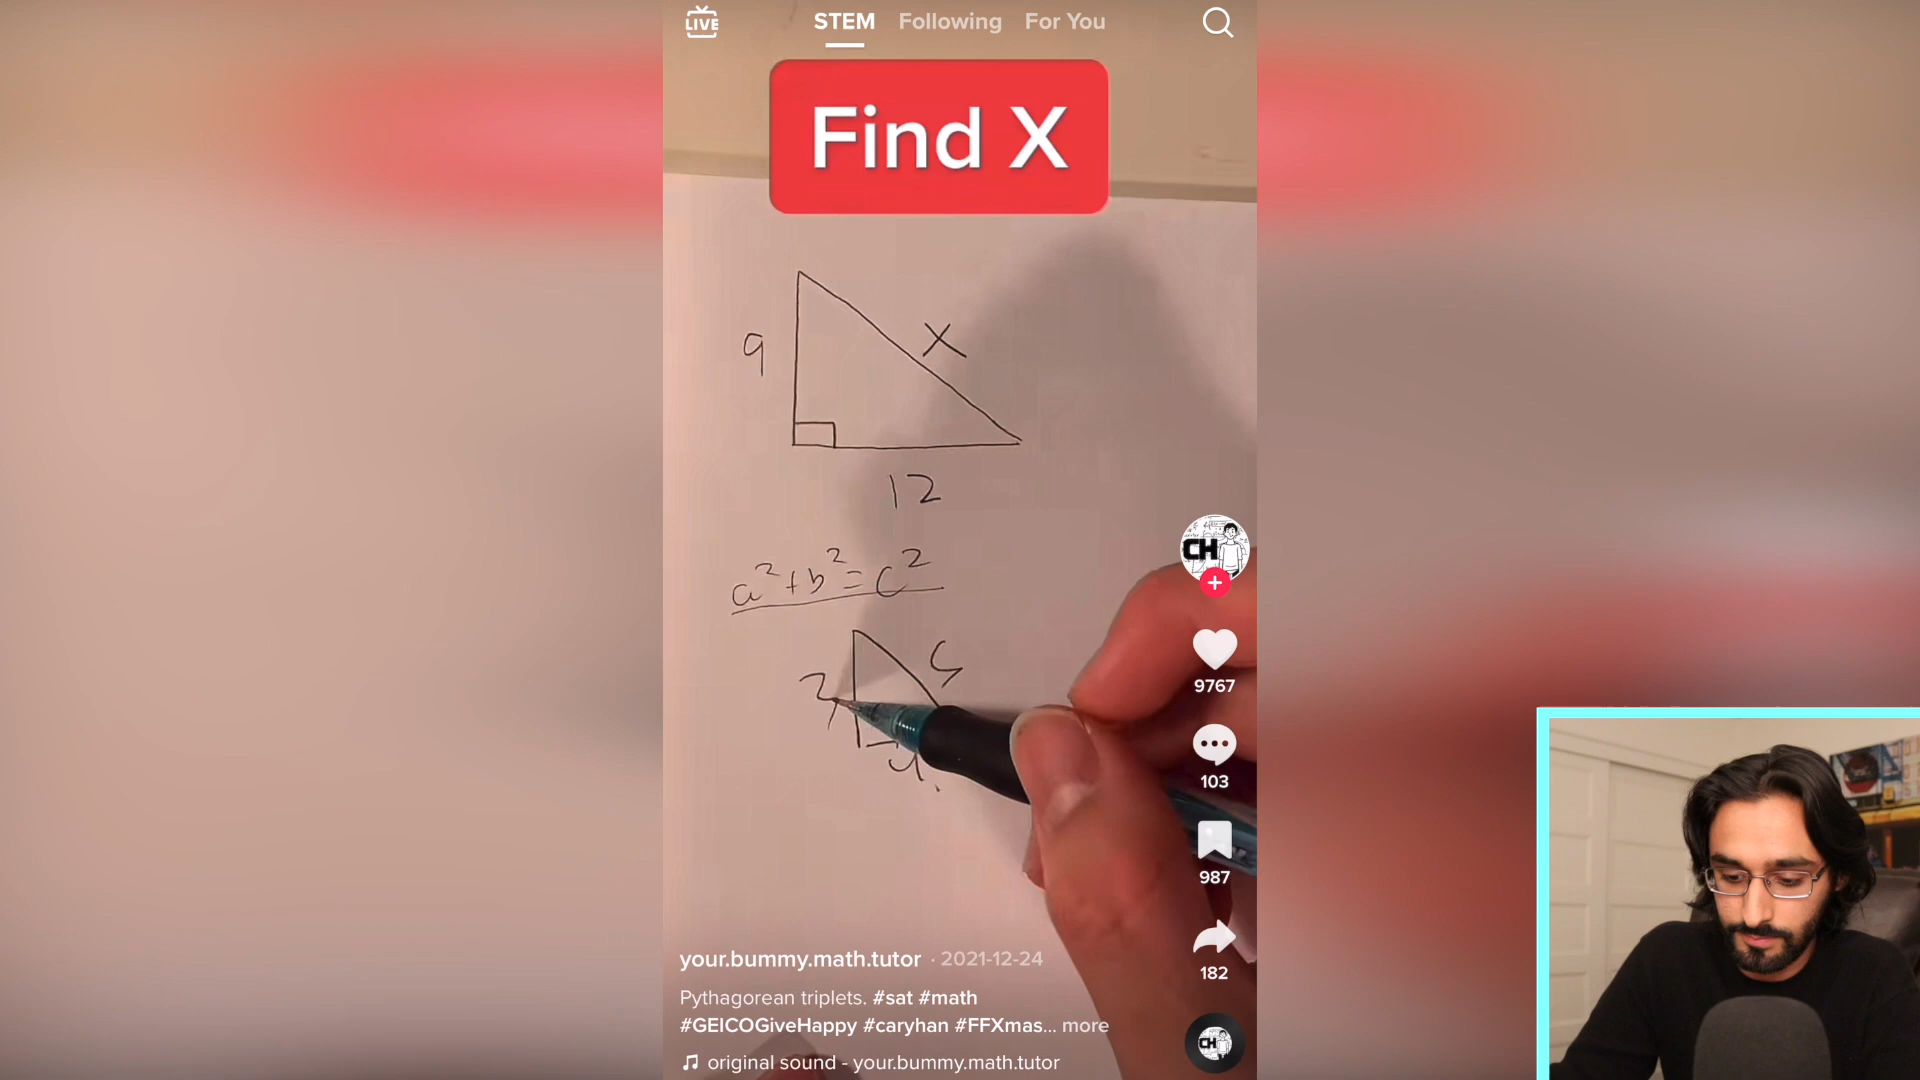 LIVE
STEM Following For You
Find X
9
X
12
a²+b²=c²
3
5
4
CH
9767
103
987
182
your.bummy.math.tutor · 2021-12-24
Pythagorean triplets. #sat #math
#GEICOGiveHappy #caryhan #FFXmas... more
original sound - your.bummy.math.tutor
CH